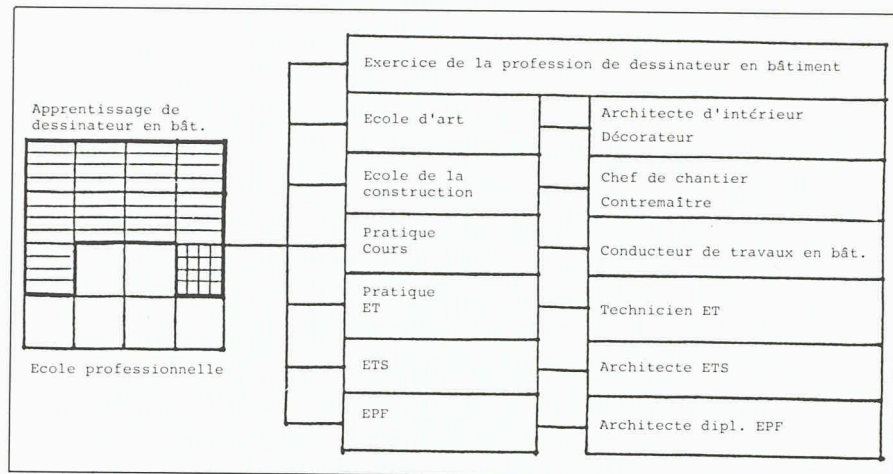 Exercice de la profession de dessinateur en bâtiment
Apprentissage de
dessinateur en bât.
Ecole professionnelle
Ecole d'art
Architecte d'intérieur
Décorateur
Ecole de la
construction
Chef de chantier
Contremaître
Pratique
Cours
Conducteur de travaux en bât.
Pratique
ET
Technicien ET
ETS
Architecte ETS
EPF
Architecte dipl. EPF